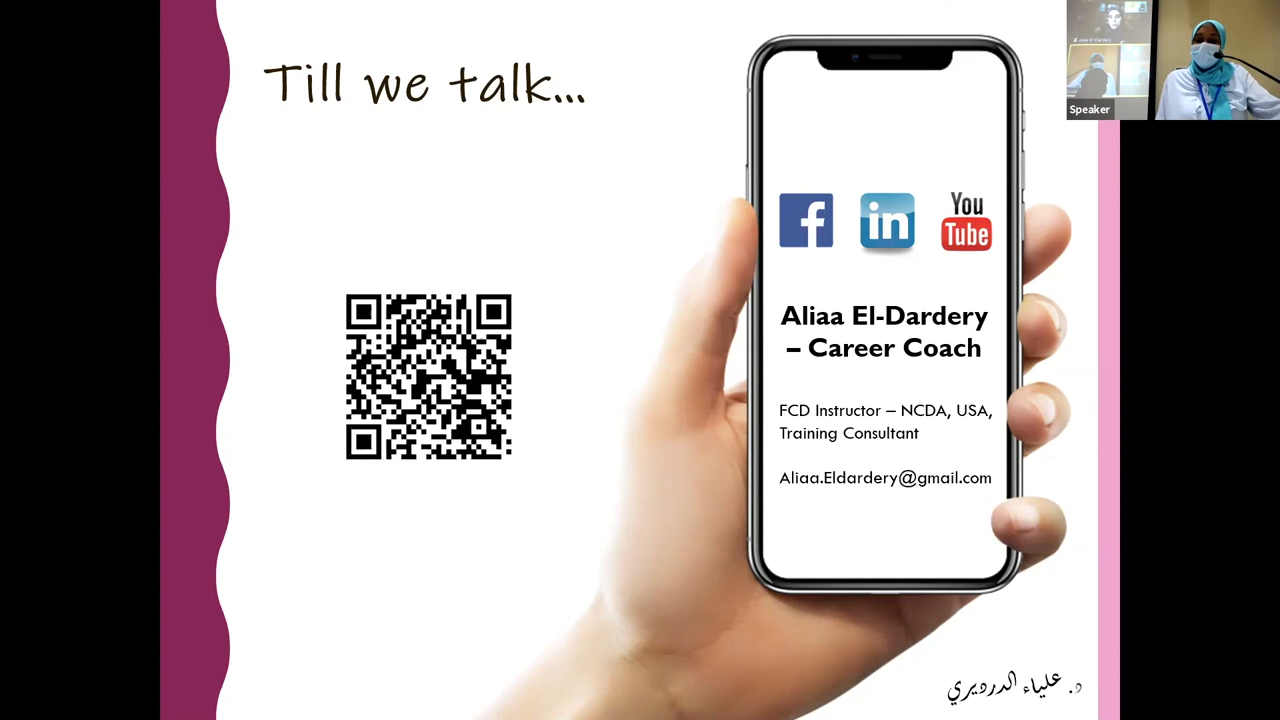 Till we talk...
You
Tube
Aliaa El-Dardery
– Career Coach
FCD Instructor – NCDA, USA,
Training Consultant
Aliaa.Eldardery@gmail.com
د. علياء الدرديري
Speaker